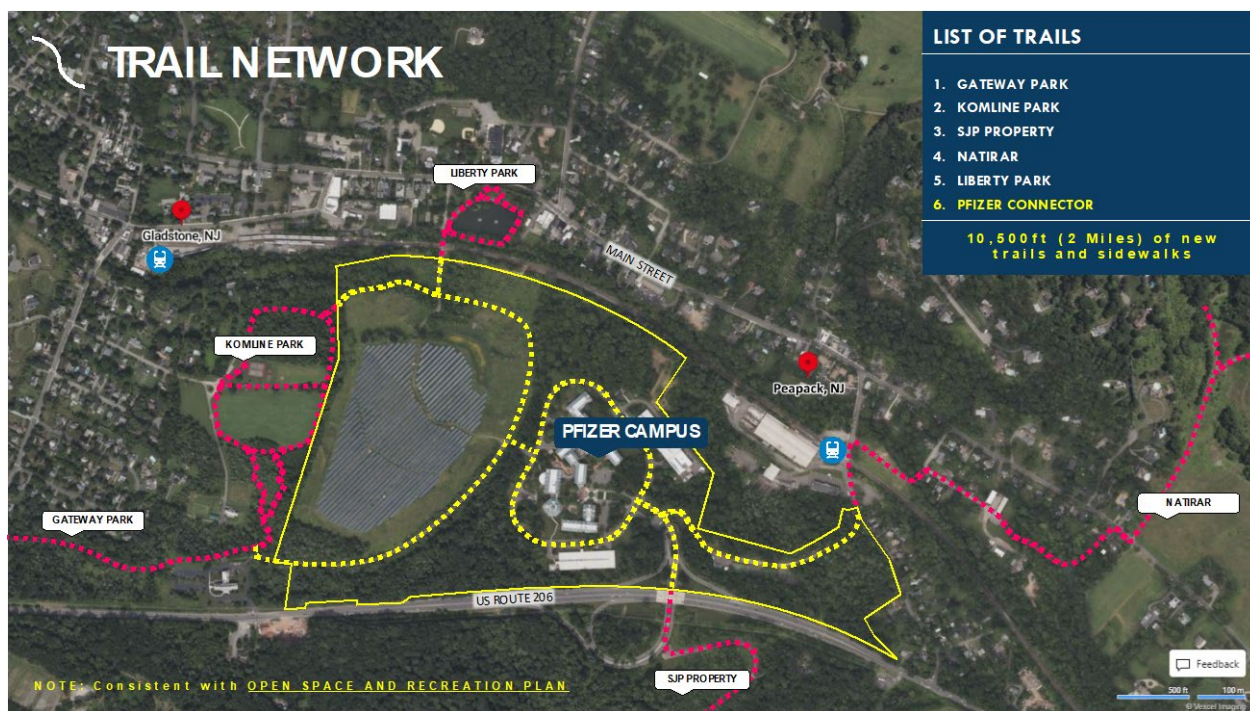 TRAIL NETWORK
LIST OF TRAILS
1. GATEWAY PARK
2. KOMLINE PARK
3. SJP PROPERTY
4. NATIRAR
5. LIBERTY PARK
6. PFIZER CONNECTOR
10,500ft (2 Miles) of new
trails and sidewalks
LIBERTY PARK
Gladstone, NJ
MAIN STREET
KOMLINE PARK
Peapack, NJ
PFIZER CAMPUS
NATIRAR
GATEWAY PARK
US ROUTE 206
Feedback
SJP PROPERTY
NOTE: Consistent with OPEN SPACE AND RECREATION PLAN
500 ft
100 m
© Vexcel Imaging